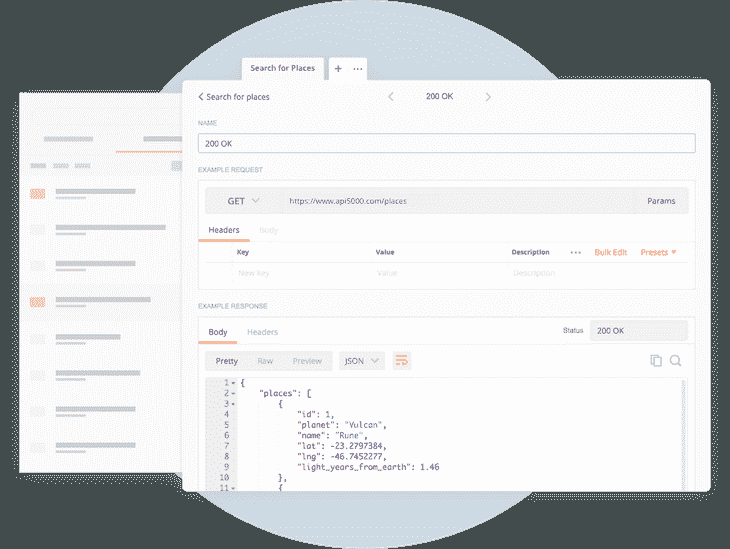 Search for Places + ...
Search for places 200 OK
NAME
200 OK
EXAMPLE REQUEST
GET https://www.api5000.com/places Params
Headers Body
Key Value Description ... Bulk Edit Presets
New Key Value Description
EXAMPLE RESPONSE
Body Headers Status 200 OK
Pretty Raw Preview JSON
1 {
2 "places": [
3 {
4 "id": 1,
5 "planet": "Vulcan",
6 "name": "Rune",
7 "lat": -23.2797384,
8 "lng": -46.7452277,
9 "light_years_from_earth": 1.46
10 },
11 {